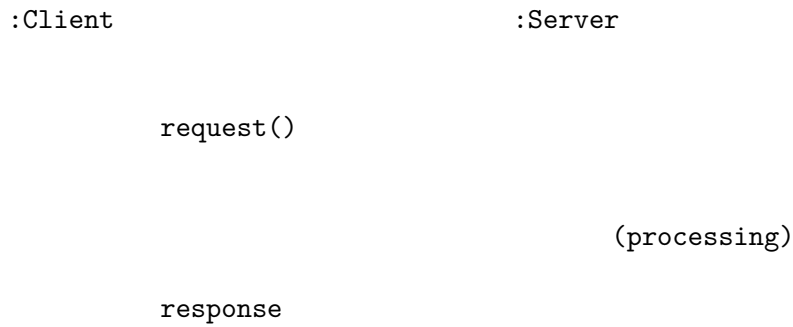 :Client :Server
request()
(processing)
response